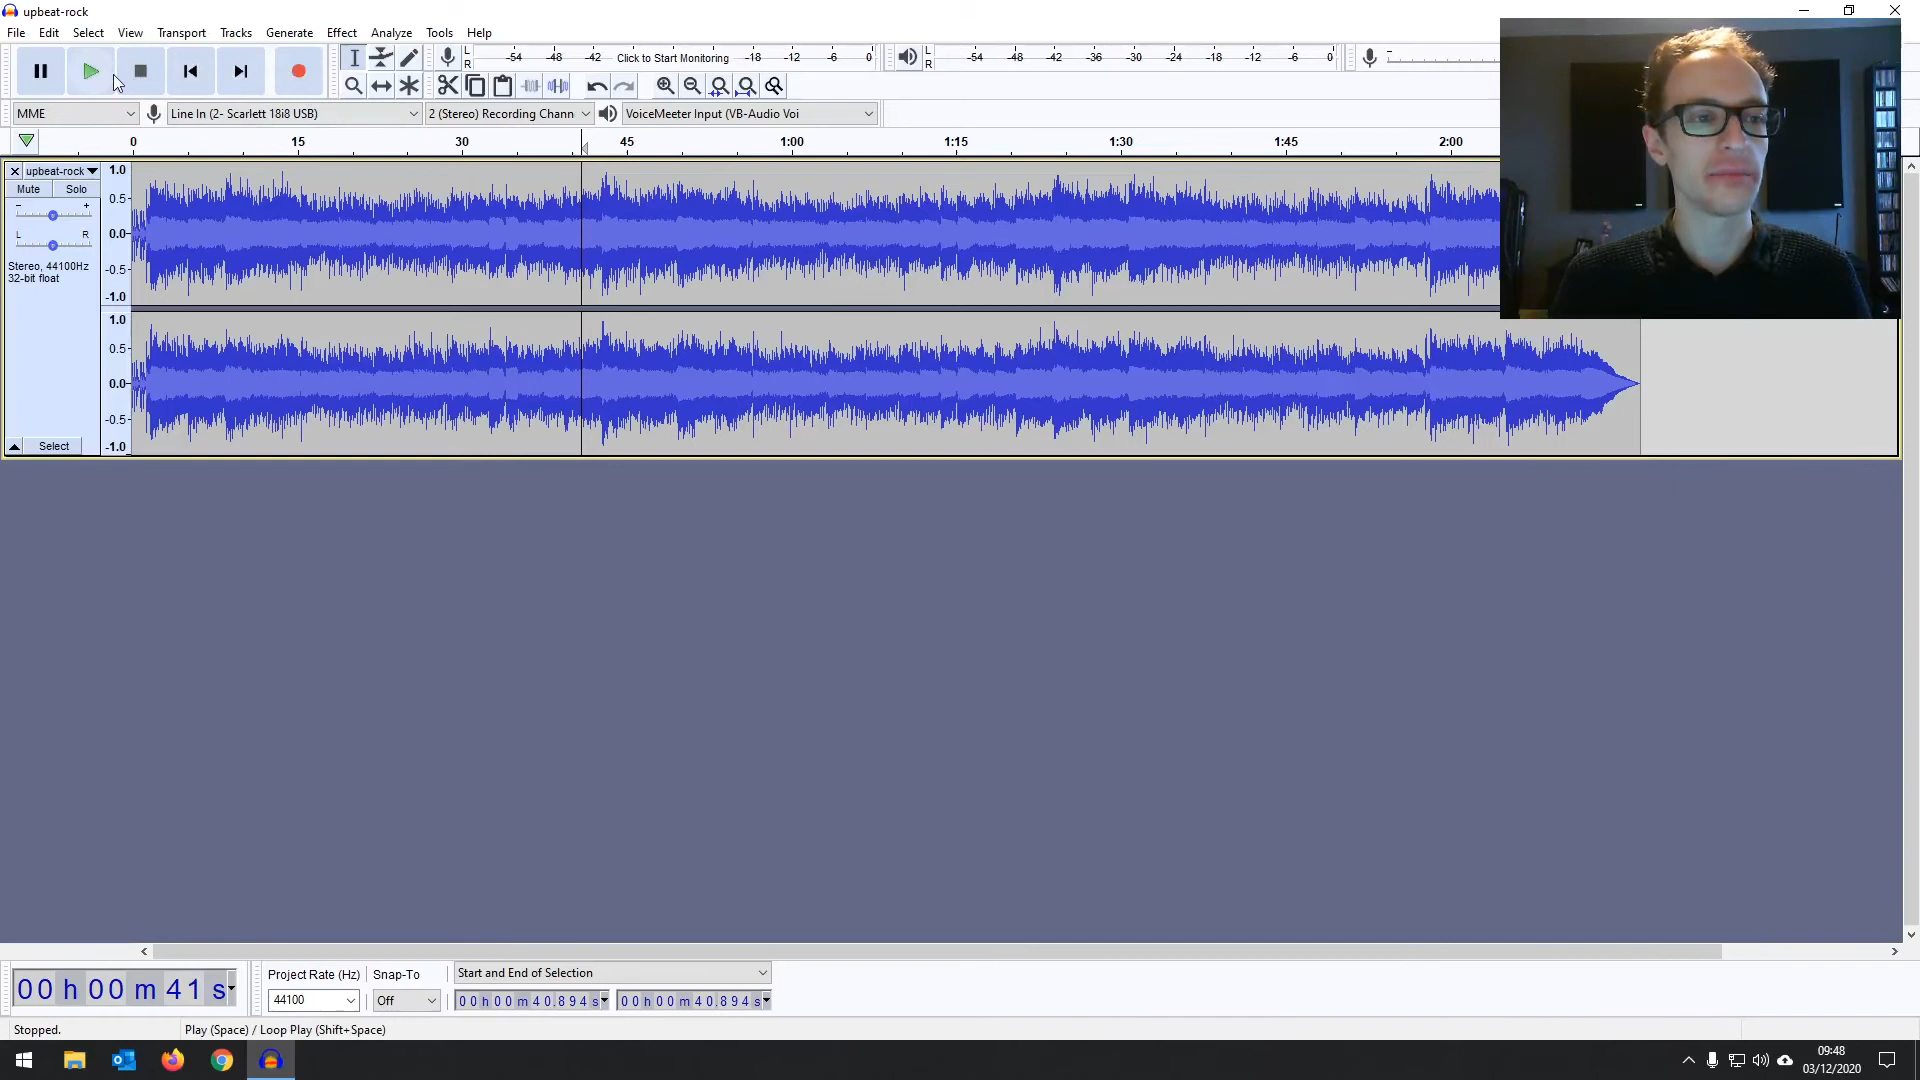 upbeat-rock
File Edit Select View Transport Tracks Generate Effect Analyze Tools Help
L
R
-54 -48 -42 Click to Start Monitoring -18 -12 -6 0
L
R
-54 -48 -42 -36 -30 -24 -18 -12 -6 0
MME
Line In (2- Scarlett 18i8 USB)
2 (Stereo) Recording Chann
VoiceMeeter Input (VB-Audio Voi
0 15 30 45 1:00 1:15 1:30 1:45 2:00
upbeat-rock
Mute Solo
- +
L R
Stereo, 44100Hz
32-bit float
Select
1.0
0.5
0.0
-0.5
-1.0
1.0
0.5
0.0
-0.5
-1.0
Project Rate (Hz) Snap-To Start and End of Selection
00 h 00 m 41 s
44100 Off 00 h 00 m 40.894 s 00 h 00 m 40.894 s
Stopped. Play (Space) / Loop Play (Shift+Space)
09:48
03/12/2020